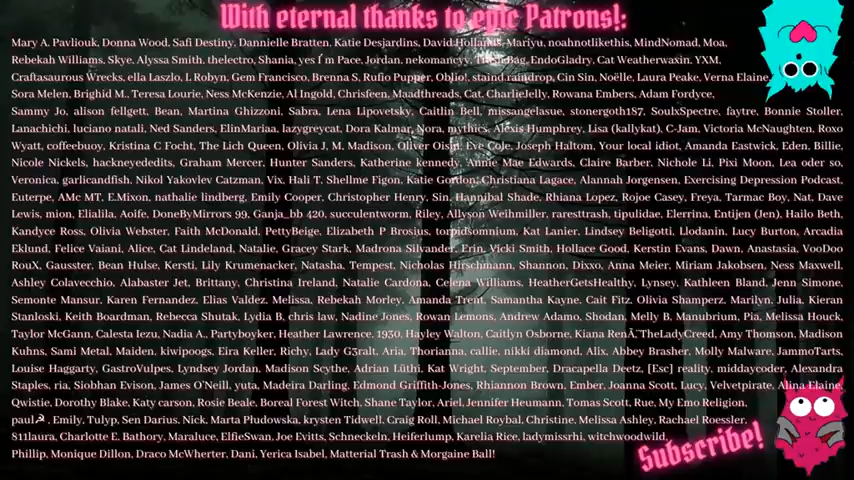 With eternal thanks to epic Patrons!:
Mary A. Pavliouk, Donna Wood, Safi Destiny, Dannielle Bratten, Katie Desjardins, David Hollands, Mariyu, noahnotlikethis, MindNomad, Moa,
Rebekah Williams, Skye, Alyssa Smith, thelectro, Shania, yes I'm Pace, Jordan, nekomancyy, EndoGladry, Cat Weatherwaxin, YXM,
Craftasaurous Wrecks, ella Laszlo, L Robyn, Gem Francisco, Brenna S, Rufio Pupper, Oblio!, staind raindrop, Cin Sin, Noëlle, Laura Peake, Verna Elaine,
Sora Melen, Brighid M., Teresa Lourie, Ness McKenzie, Al Ingold, Chrisfeen, Maadthreads, Cat, CharlieJelly, Rowana Embers, Adam Fordyce,
Sammy Jo, alison fellgett, Bean, Martina Ghizzoni, Sabra, Lena Lipovetsky, Caitlin Bell, missangelasue, stonergoth187, SoulxSpectre, faytre, Bonnie Stoller,
Lanachichi, luciano natali, Ned Sanders, ElinMariaa, lazygreycat, Dora Kalmar, Nora, mythics, Alexis Humphrey, Lisa (kallykat), C-Jam, Victoria McNaughten, Roxo
Wyatt, coffeebuoy, Kristina C Focht, The Lich Queen, Olivia J, M, Madison, Oliver Oisin, Eve Cole, Joseph Haltom, Your local idiot, Amanda Eastwick, Eden, Billie,
Nicole Nickels, hackneyededits, Graham Mercer, Hunter Sanders, Katherine kennedy, Annie Mae Edwards, Claire Barber, Nichole Li, Pixi Moon, Lea oder so,
Veronica, garlicandfish, Nikol Yakovlev Catzman, Vix, Hali T, Shellme Figon, Katie Gordon, Christiana Lagace, Alannah Jorgensen, Exercising Depression Podcast,
Euterpe, AMc MT, E.Mixon, nathalie lindberg, Emily Cooper, Christopher Henry, Sin, Hannibal Shade, Rhiana Lopez, Rojoe Casey, Freya, Tarmac Boy, Nat, Dave
Lewis, mion, Elialila, Aoife, DoneByMirrors 99, Ganja_bb 420, succulentworm, Riley, Allyson Weihmiller, raresttrash, tipulidae, Elerrina, Entijen (Jen), Hailo Beth,
Kandyce Ross, Olivia Webster, Faith McDonald, PettyBeige, Elizabeth P Brosius, torpidsomnium, Kat Lanier, Lindsey Beligotti, Llodanin, Lucy Burton, Arcadia
Eklund, Felice Vaiani, Alice, Cat Lindeland, Natalie, Gracey Stark, Madrona Silvander, Erin, Vicki Smith, Hollace Good, Kerstin Evans, Dawn, Anastasia, VooDoo
RouX, Gausster, Bean Hulse, Kersti, Lily Krumenacker, Natasha, Tempest, Nicholas Hirschmann, Shannon, Dixxo, Anna Meier, Miriam Jakobsen, Ness Maxwell,
Ashley Colavecchio, Alabaster Jet, Brittany, Christina Ireland, Natalie Cardona, Celena Williams, HeatherGetsHealthy, Lynsey, Kathleen Bland, Jenn Simone,
Semonte Mansur, Karen Fernandez, Elias Valdez, Melissa, Rebekah Morley, Amanda Trent, Samantha Kayne, Cait Fitz, Olivia Shamperz, Marilyn, Julia, Kieran
Stanloski, Keith Boardman, Rebecca Shutak, Lydia B, chris law, Nadine Jones, Rowan Lemons, Andrew Adamo, Shodan, Melly B, Manubrium, Pia, Melissa Houck,
Taylor McGann, Calesta Iezu, Nadia A., Partyboyker, Heather Lawrence, 1930, Hayley Walton, Caitlyn Osborne, Kiana TheLadyCreed, Amy Thomson, Madison
Kuhns, Sami Metal, Maiden, kiwipoogs, Eira Keller, Richy, Lady G3ralt, Aria, Thorianna, callie, nikki diamond, Alix, Abbey Brasher, Molly Malware, JammoTarts,
Louise Haggarty, GastroVulpes, Lyndsey Jordan, Madison Scythe, Adrian Lüthi, Kat Wright, September, Dracapella Deetz, [Esc] reality, middaycoder, Alexandra
Staples, ria, Siobhan Evison, James O'Neill, yuta, Madeira Darling, Edmond Griffith-Jones, Rhiannon Brown, Ember, Joanna Scott, Lucy, Velvetpirate, Alina Elaine,
Qwistie, Dorothy Blake, Katy carson, Rosie Beale, Boreal Forest Witch, Shane Taylor, Ariel, Jennifer Heumann, Tomas Scott, Rue, My Emo Religion,
paul☭, Emily, Tulyp, Sen Darius, Nick, Marta Pludowska, krysten Tidwell, Craig Roll, Michael Roybal, Christine, Melissa Ashley, Rachael Roessler,
811laura, Charlotte E. Bathory, Maraluce, ElfieSwan, Joe Evitts, Schneckeln, Heiferlump, Karelia Rice, ladymissrhi, witchwoodwild,
Phillip, Monique Dillon, Draco McWherter, Dani, Yerica Isabel, Matterial Trash & Morgaine Ball!
Subscribe!